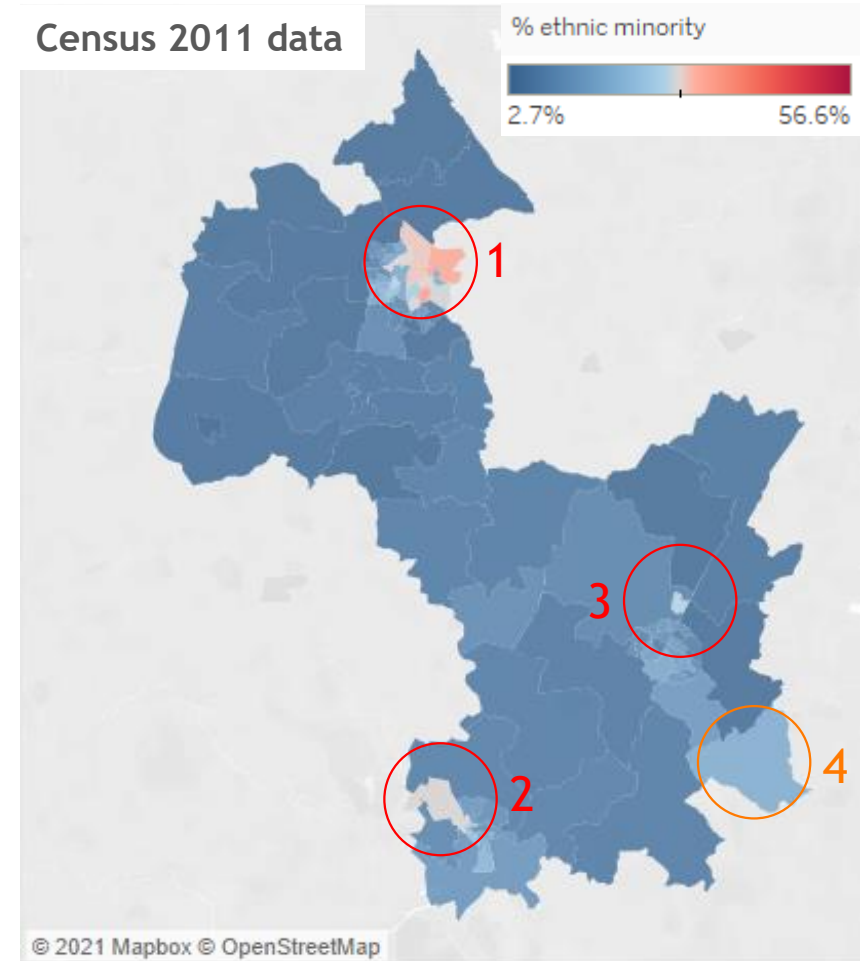 Census 2011 data
% ethnic minority
2.7% 56.6%
1
3
4
2
© 2021 Mapbox © OpenStreetMap